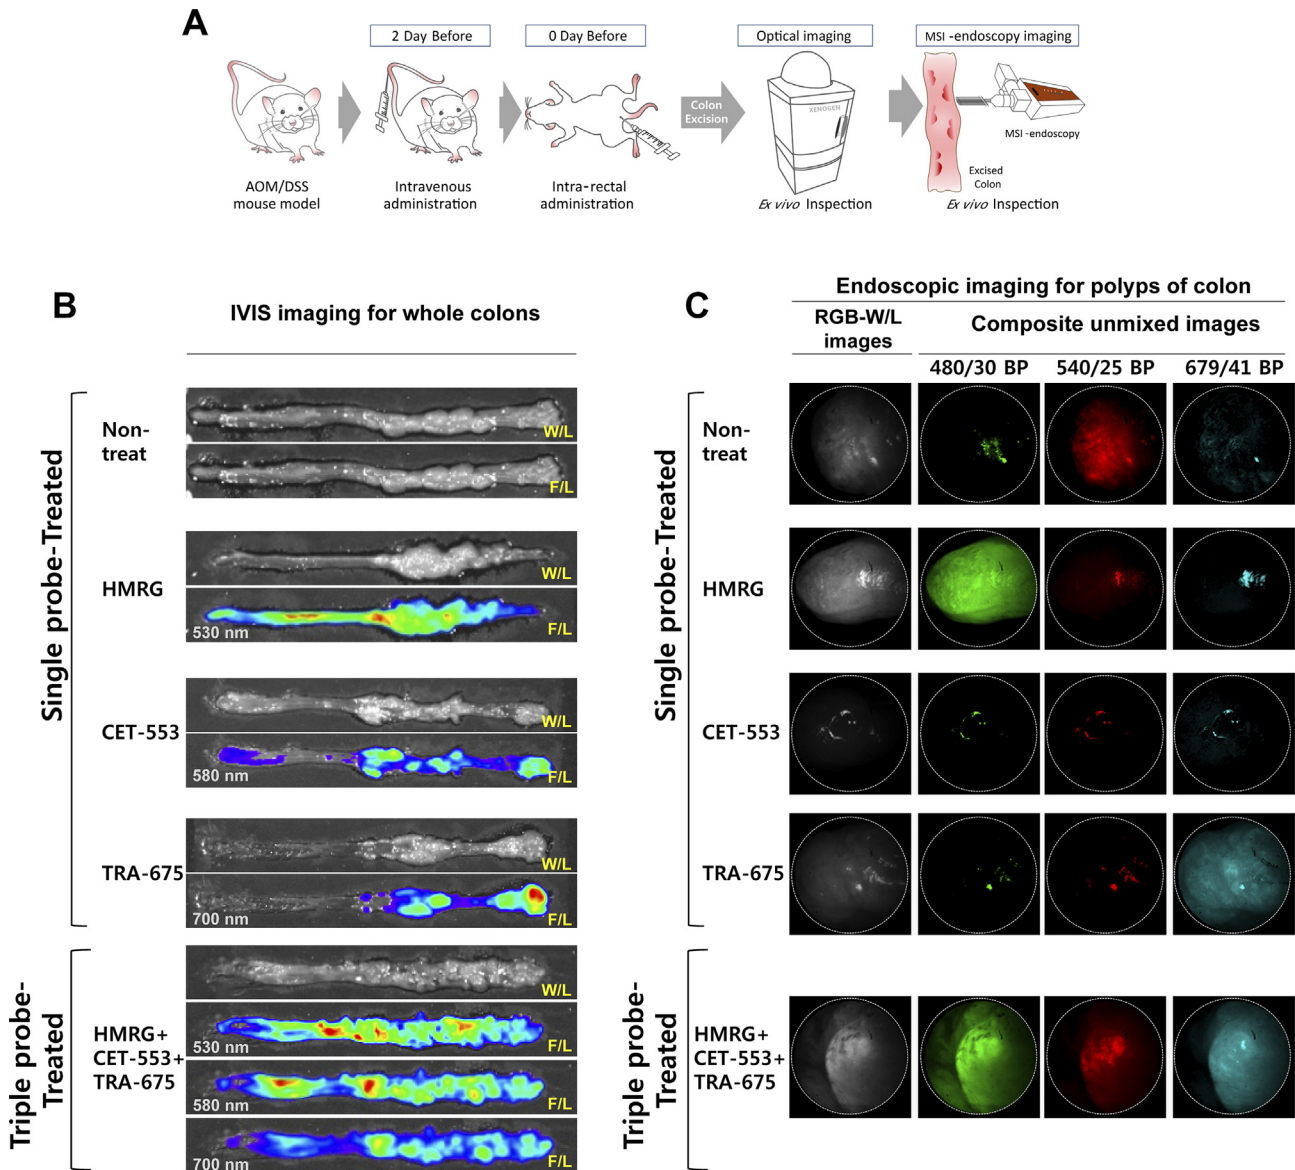 A
2 Day Before
0 Day Before
Optical imaging
MSI -endoscopy imaging
Colon
Excision
XENOGEN
MSI -endoscopy
Excised
Colon
AOM/DSS
mouse model
Intravenous
administration
Intra-rectal
administration
Ex vivo Inspection
Ex vivo Inspection
B
IVIS imaging for whole colons
Single probe-Treated
Non-
treat
W/L
F/L
HMRG
W/L
530 nm
F/L
CET-553
W/L
580 nm
F/L
TRA-675
W/L
700 nm
F/L
Triple probe-
Treated
HMRG+
CET-553+
TRA-675
W/L
530 nm
F/L
580 nm
F/L
700 nm
F/L
C
Endoscopic imaging for polyps of colon
RGB-W/L
images
Composite unmixed images
480/30 BP
540/25 BP
679/41 BP
Single probe-Treated
Non-
treat
HMRG
CET-553
TRA-675
Triple probe-
Treated
HMRG+
CET-553+
TRA-675